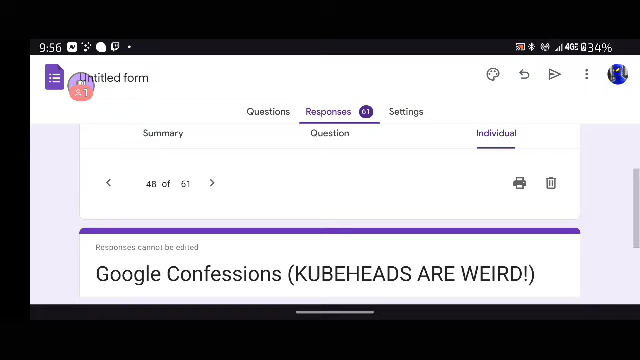 9:56 4GE 34%
Untitled form
Questions Responses 61 Settings
Summary Question Individual
48 of 61
Responses cannot be edited
Google Confessions (KUBEHEADS ARE WEIRD!)